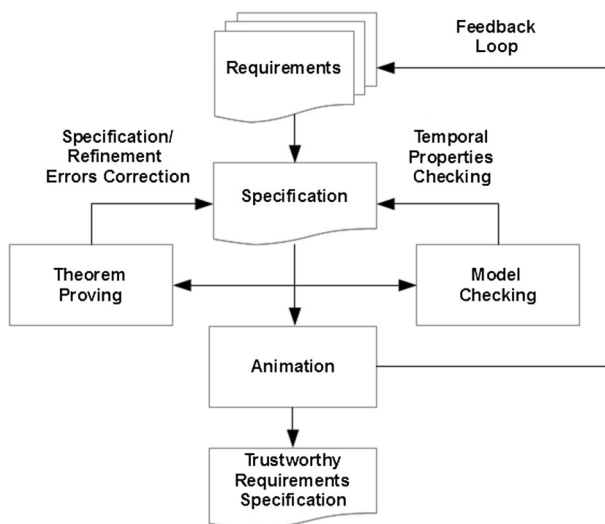 Feedback
Loop
Requirements
Specification/
Refinement
Errors Correction
Temporal
Properties
Checking
Specification
Theorem
Proving
Model
Checking
Animation
Trustworthy
Requirements
Specification